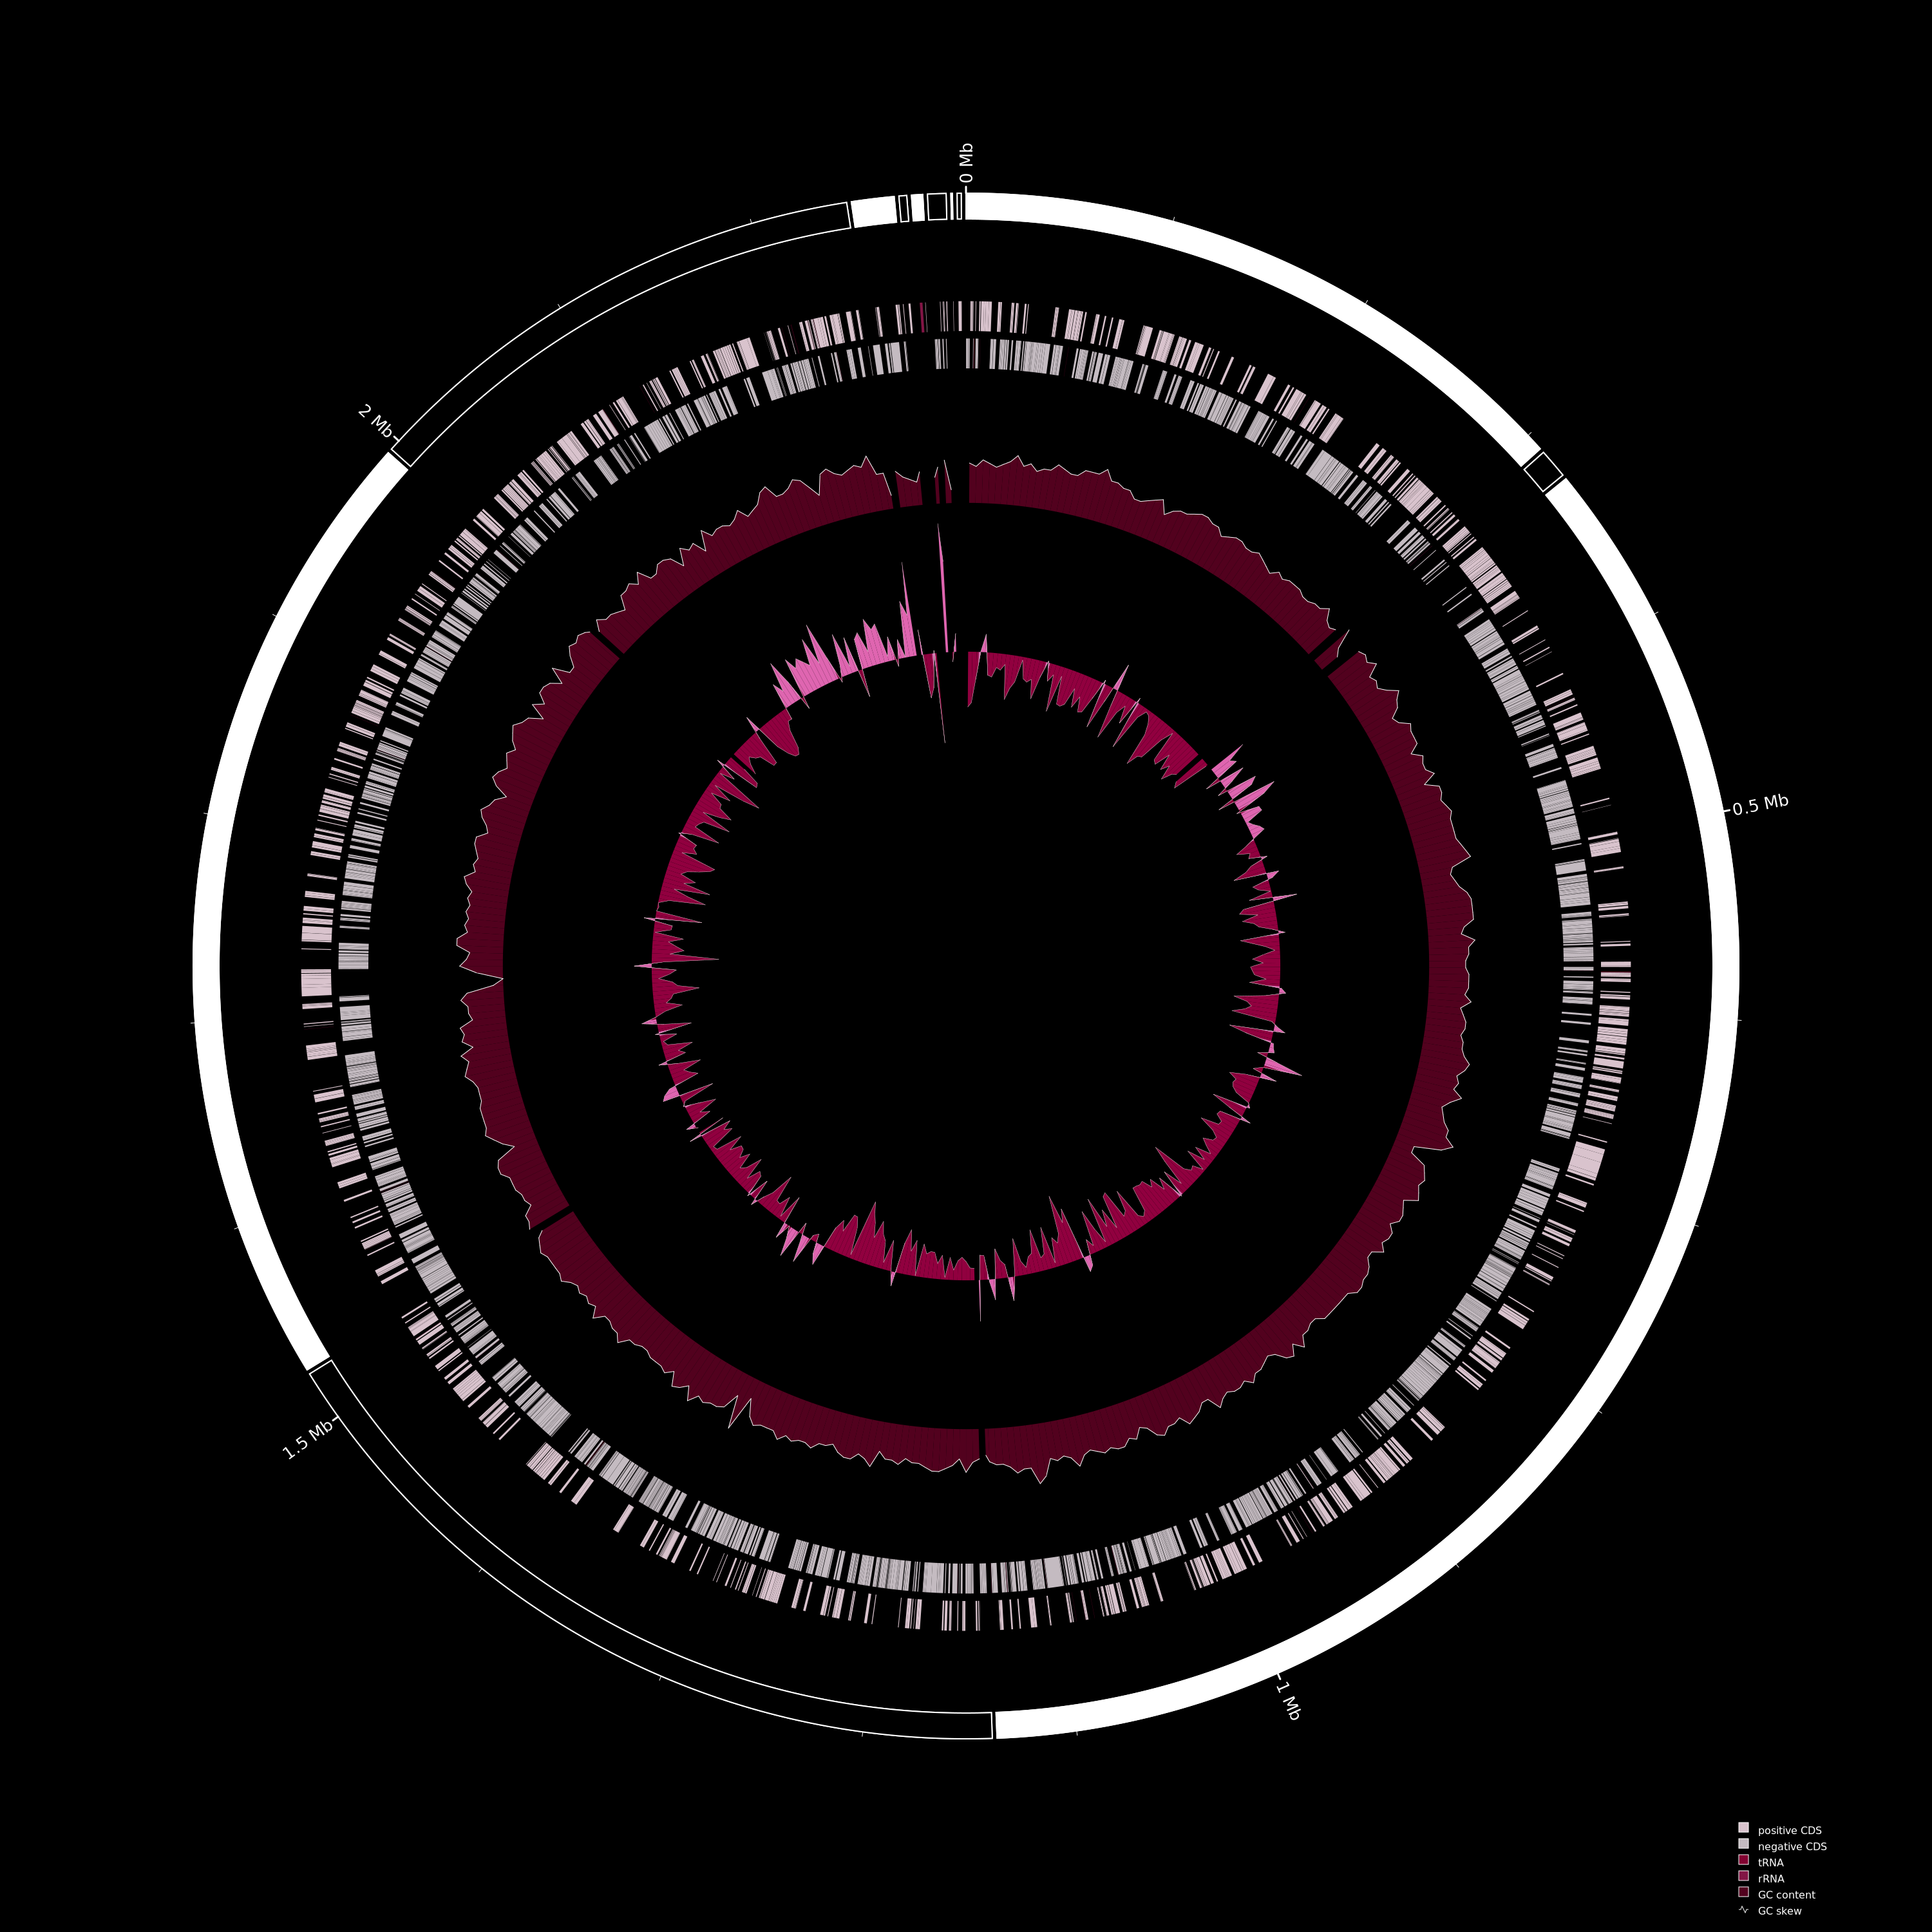 0 Mb
0.5 Mb
1 Mb
1.5 Mb
2 Mb
positive CDS
negative CDS
tRNA
rRNA
GC content
GC skew